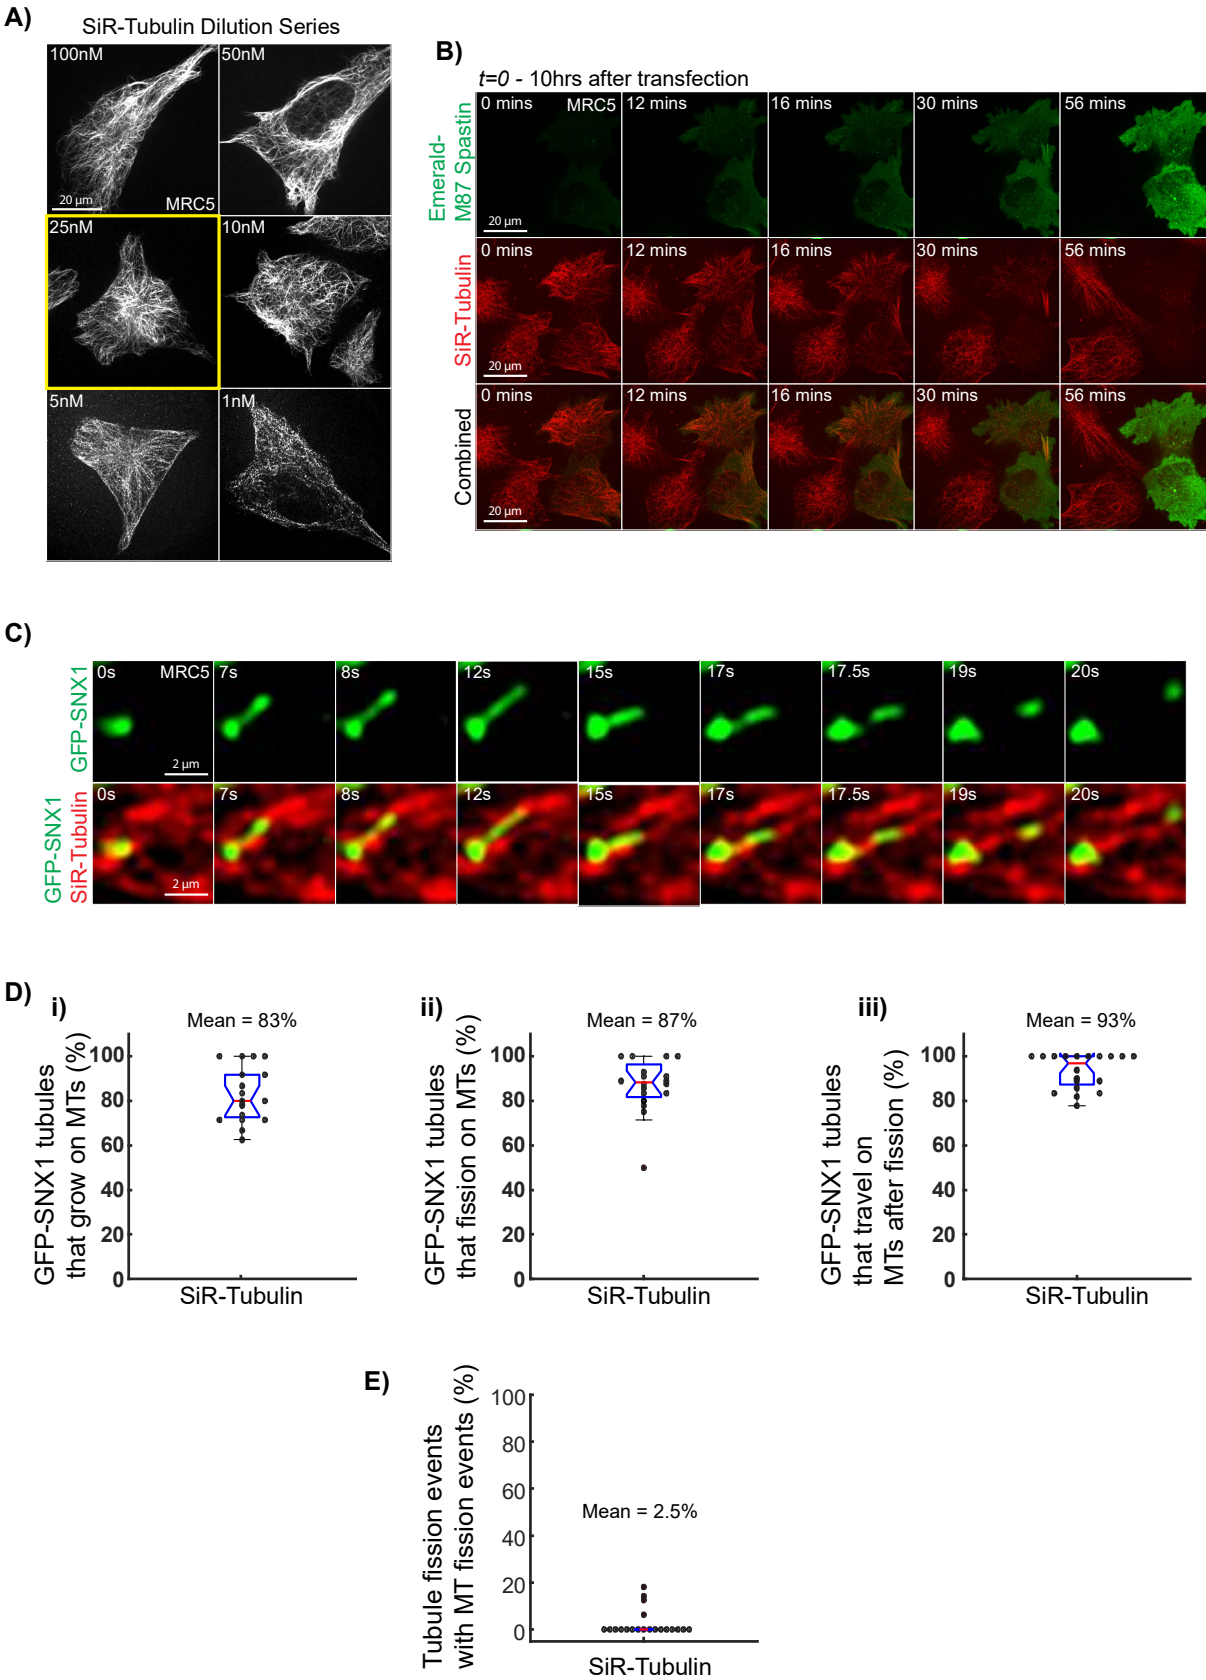 A)
SiR-Tubulin Dilution Series
100nM
50nM
20 µm
MRC5
25nM
10nM
5nM
1nM
B)
t=0 - 10hrs after transfection
Emerald-
M87 Spastin
0 mins
MRC5
12 mins
16 mins
30 mins
56 mins
20 µm
SiR-Tubulin
0 mins
12 mins
16 mins
30 mins
56 mins
20 µm
Combined
0 mins
12 mins
16 mins
30 mins
56 mins
20 µm
C)
GFP-SNX1
0s
MRC5
7s
8s
12s
15s
17s
17.5s
19s
20s
2 µm
GFP-SNX1
SiR-Tubulin
0s
7s
8s
12s
15s
17s
17.5s
19s
20s
2 µm
D)
i)
Mean = 83%
GFP-SNX1 tubules
that grow on MTs (%)
100
80
60
40
20
0
SiR-Tubulin
ii)
Mean = 87%
GFP-SNX1 tubules
that fission on MTs (%)
100
80
60
40
20
0
SiR-Tubulin
iii)
Mean = 93%
GFP-SNX1 tubules
that travel on
MTs after fission (%)
100
80
60
40
20
0
SiR-Tubulin
E)
Tubule fission events
with MT fission events (%)
100
80
60
40
20
0
Mean = 2.5%
SiR-Tubulin